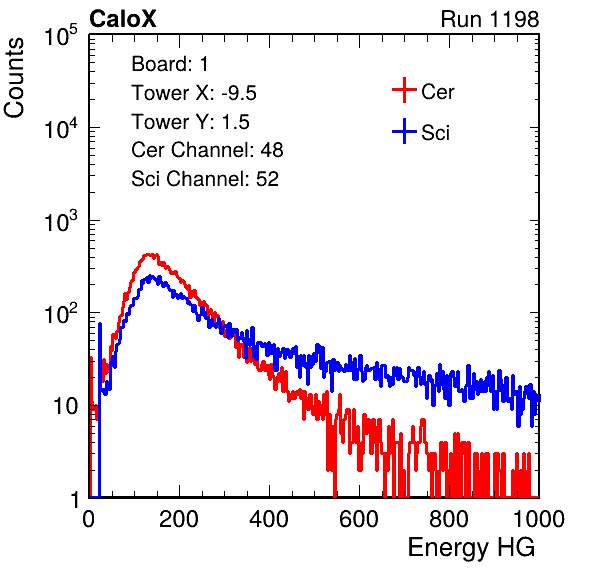 CaloX Run 1198
Counts
Board: 1
Tower X: -9.5
Tower Y: 1.5
Cer Channel: 48
Sci Channel: 52
Cer
Sci
10^5
10^4
10^3
10^2
10
1
0 200 400 600 800 1000
Energy HG